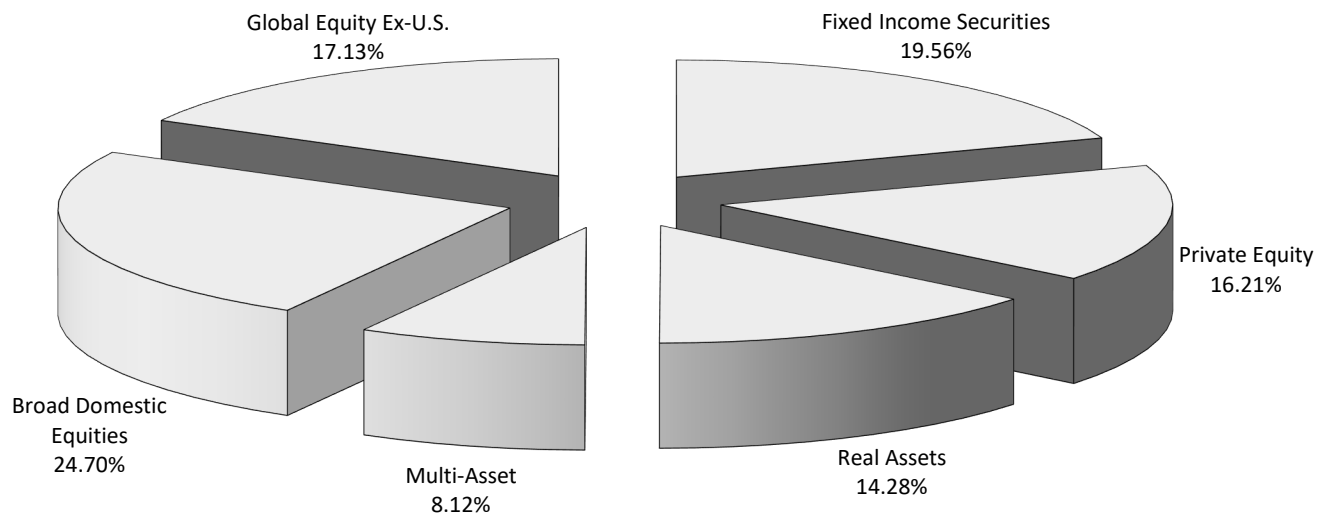 Global Equity Ex-U.S.
17.13%
Fixed Income Securities
19.56%
Private Equity
16.21%
Broad Domestic
Equities
24.70%
Multi-Asset
8.12%
Real Assets
14.28%